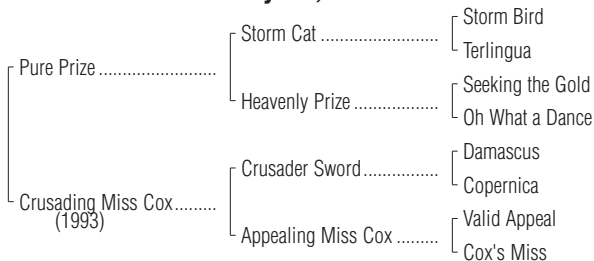 Storm Bird
Storm Cat ......................
Terlingua
Pure Prize ......................
Seeking the Gold
Heavenly Prize ................
Oh What a Dance
Damascus
Crusader Sword..............
Copernica
Crusading Miss Cox........
(1993)
Valid Appeal
Appealing Miss Cox ........
Cox's Miss